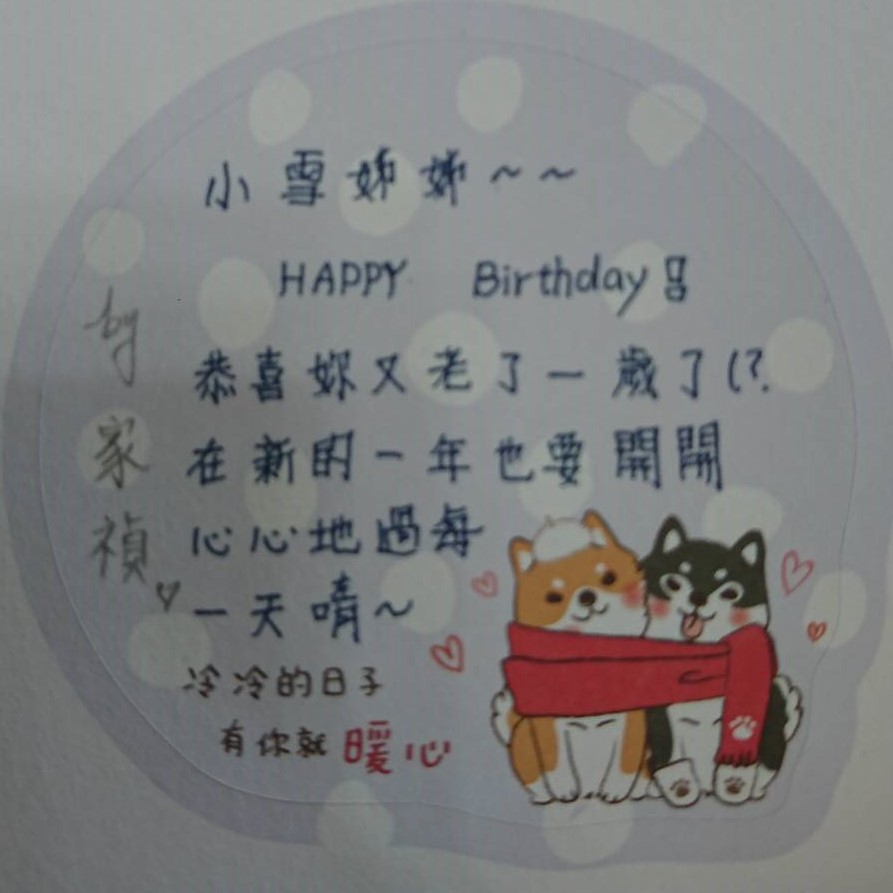 小雪姊姊~~
HAPPY Birthday!!
恭喜妳又老了一歲了(?.
在新的一年也要開開
心心地過每
一天唷~
冷冷的日子
有你就暖心
by家禎♡